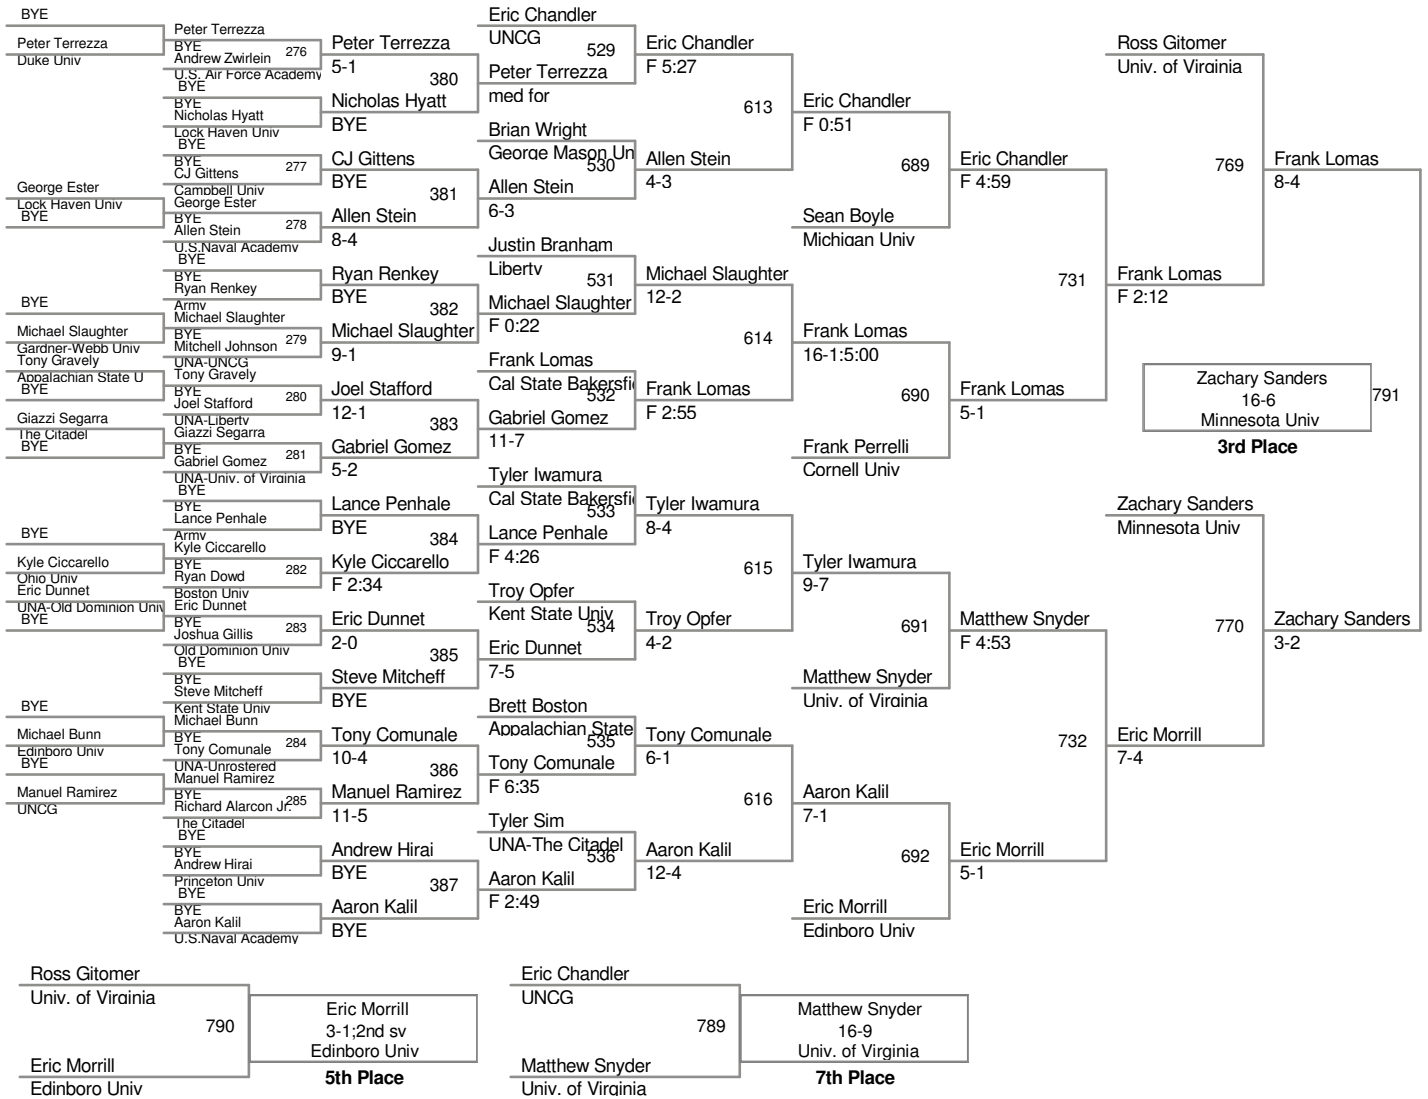 BYE
Peter Terrezza
Duke Univ
George Ester
Lock Haven Univ
BYE
BYE
Michael Slaughter
Gardner-Webb Univ
Tony Gravely
Appalachian State U
BYE
Giazzi Segarra
The Citadel
BYE
BYE
Kyle Ciccarello
Ohio Univ
Eric Dunnet
UNA-Old Dominion Univ
BYE
BYE
Michael Bunn
Edinboro Univ
BYE
Manuel Ramirez
UNCG
Peter Terrezza
BYE
Andrew Zwirlein
276
U.S. Air Force Academy
BYE
BYE
Nicholas Hyatt
Lock Haven Univ
BYE
BYE
CJ Gittens
277
Campbell Univ
George Ester
BYE
Allen Stein
278
U.S.Naval Academy
BYE
BYE
Ryan Renkey
Army
Michael Slaughter
BYE
Mitchell Johnson
279
UNA-UNCG
Tony Gravely
BYE
Joel Stafford
280
UNA-Liberty
Giazzi Segarra
BYE
Gabriel Gomez
281
UNA-Univ. of Virginia
BYE
BYE
Lance Penhale
Army
Kyle Ciccarello
BYE
Ryan Dowd
282
Boston Univ
Eric Dunnet
BYE
Joshua Gillis
283
Old Dominion Univ
BYE
BYE
Steve Mitcheff
Kent State Univ
Michael Bunn
BYE
Tony Comunale
284
UNA-Unrostered
Manuel Ramirez
BYE
Richard Alarcon Jr.
285
The Citadel
BYE
BYE
Andrew Hirai
Princeton Univ
BYE
BYE
Aaron Kalil
U.S.Naval Academy
Peter Terrezza
5-1
380
Nicholas Hyatt
BYE
CJ Gittens
BYE
381
Allen Stein
8-4
Ryan Renkey
BYE
382
Michael Slaughter
9-1
Joel Stafford
12-1
383
Gabriel Gomez
5-2
Lance Penhale
BYE
384
Kyle Ciccarello
F 2:34
Eric Dunnet
2-0
385
Steve Mitcheff
BYE
Tony Comunale
10-4
386
Manuel Ramirez
11-5
Andrew Hirai
BYE
387
Aaron Kalil
BYE
Eric Chandler
UNCG
529
Peter Terrezza
med for
Brian Wright
George Mason Un
530
Allen Stein
6-3
Justin Branham
Liberty
531
Michael Slaughter
F 0:22
Frank Lomas
Cal State Bakersfie
532
Gabriel Gomez
11-7
Tyler Iwamura
Cal State Bakersfie
533
Lance Penhale
F 4:26
Troy Opfer
Kent State Univ
534
Eric Dunnet
7-5
Brett Boston
Appalachian State
535
Tony Comunale
F 6:35
Tyler Sim
UNA-The Citadel
536
Aaron Kalil
F 2:49
Eric Chandler
F 5:27
613
Allen Stein
4-3
Michael Slaughter
12-2
614
Frank Lomas
F 2:55
Tyler Iwamura
8-4
615
Troy Opfer
4-2
Tony Comunale
6-1
616
Aaron Kalil
12-4
Eric Chandler
F 0:51
689
Sean Boyle
Michigan Univ
Frank Lomas
16-1:5:00
690
Frank Perrelli
Cornell Univ
Tyler Iwamura
9-7
691
Matthew Snyder
Univ. of Virginia
Aaron Kalil
7-1
692
Eric Morrill
Edinboro Univ
Eric Chandler
F 4:59
731
Frank Lomas
5-1
Matthew Snyder
F 4:53
732
Eric Morrill
5-1
Ross Gitomer
Univ. of Virginia
769
Frank Lomas
F 2:12
Zachary Sanders
Minnesota Univ
770
Eric Morrill
7-4
Frank Lomas
8-4
Zachary Sanders
16-6
Minnesota Univ
791
3rd Place
Zachary Sanders
3-2
Ross Gitomer
Univ. of Virginia
790
Eric Morrill
Edinboro Univ
Eric Morrill
3-1;2nd sv
Edinboro Univ
5th Place
Eric Chandler
UNCG
789
Matthew Snyder
Univ. of Virginia
Matthew Snyder
16-9
Univ. of Virginia
7th Place